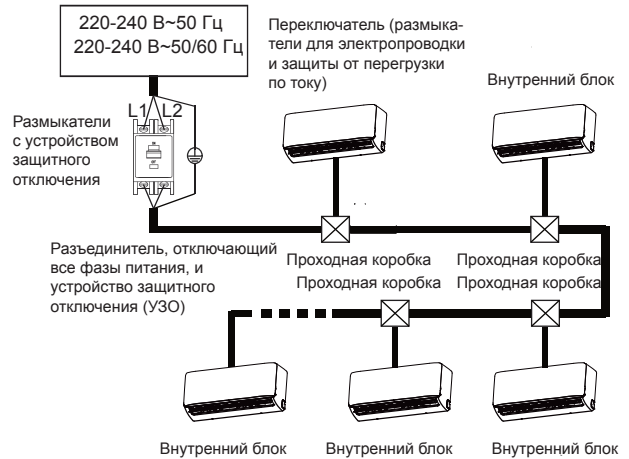 220-240 В~50 Гц
220-240 В~50/60 Гц
Переключатель (размыка-
тели для электропроводки
и защиты от перегрузки
по току)
Внутренний блок
L1 L2
Размыкатели
с устройством
защитного
отключения
Разъединитель, отключающий
все фазы питания, и
устройство защитного
отключения (УЗО)
Проходная коробка
Проходная коробка
Проходная коробка
Проходная коробка
Внутренний блок
Внутренний блок
Внутренний блок